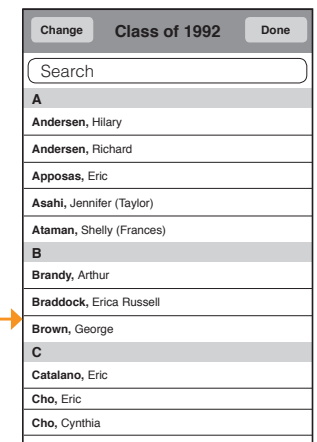 Change Class of 1992 Done
Search
A
Andersen, Hilary
Andersen, Richard
Apposas, Eric
Asahi, Jennifer (Taylor)
Ataman, Shelly (Frances)
B
Brandy, Arthur
Braddock, Erica Russell
Brown, George
C
Catalano, Eric
Cho, Eric
Cho, Cynthia